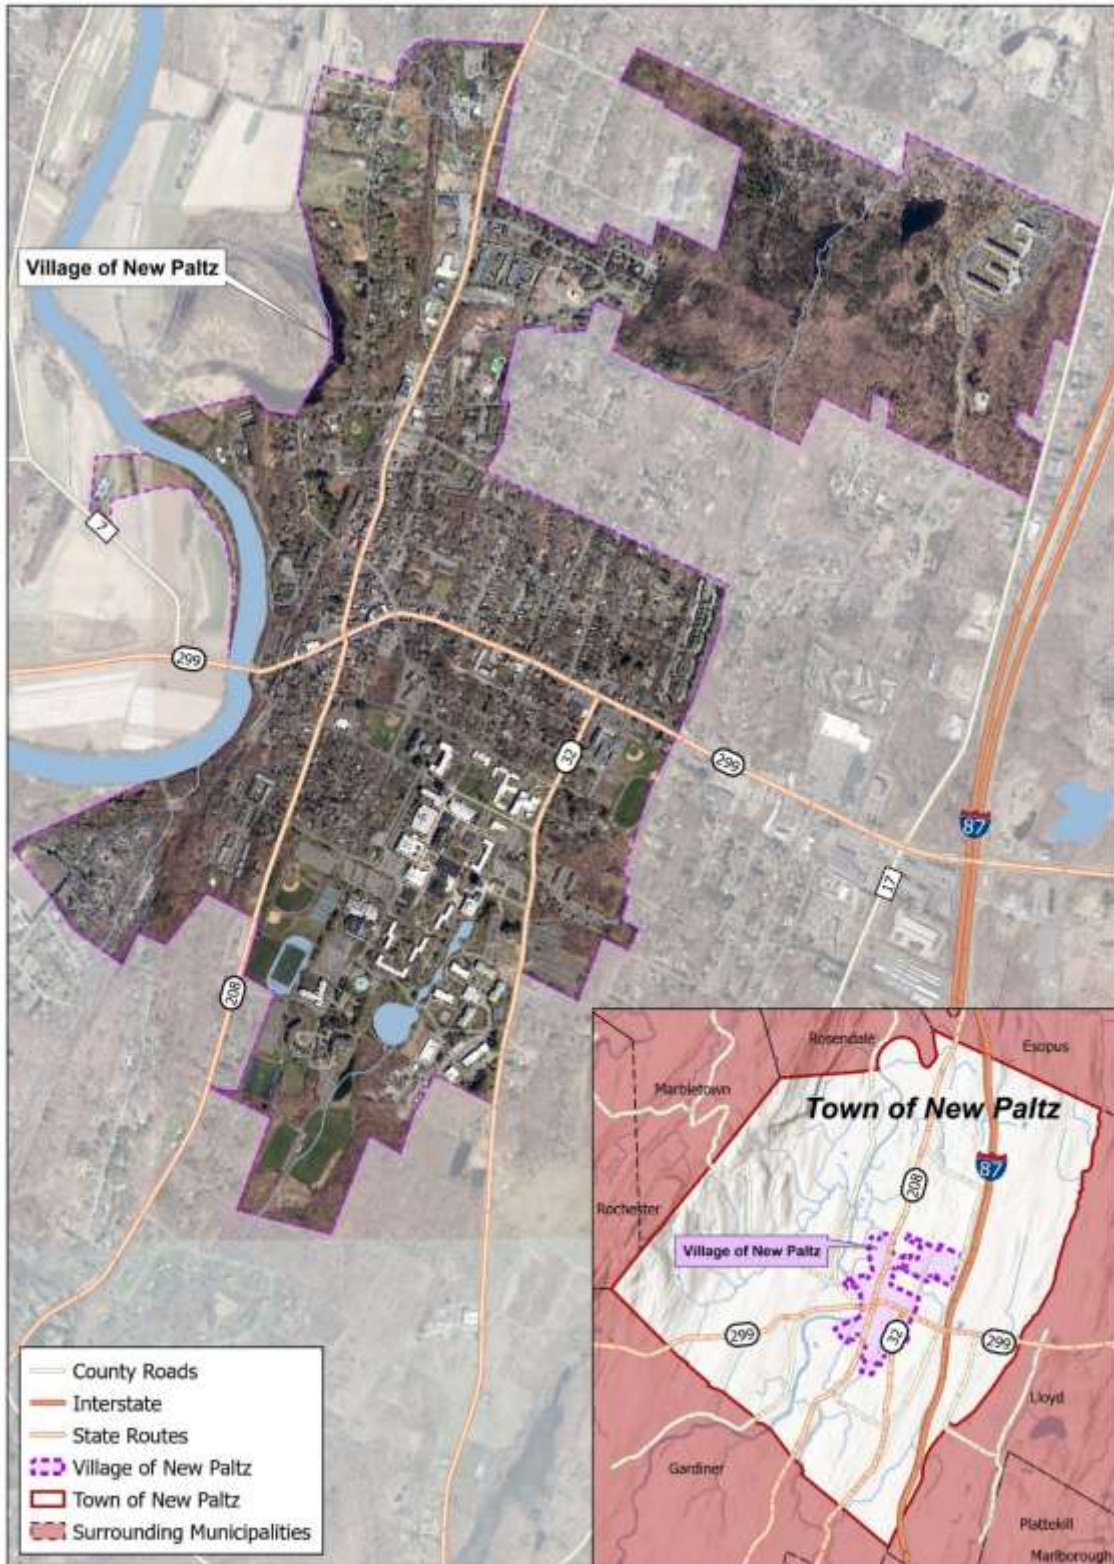 Village of New Paltz
7
299
32
299
87
17
208
Rosendale
Esopus
Marbletown
Town of New Paltz
87
208
Rochester
Village of New Paltz
299
32
299
Lloyd
Gardiner
Plattekill
Marlborough
County Roads
Interstate
State Routes
Village of New Paltz
Town of New Paltz
Surrounding Municipalities